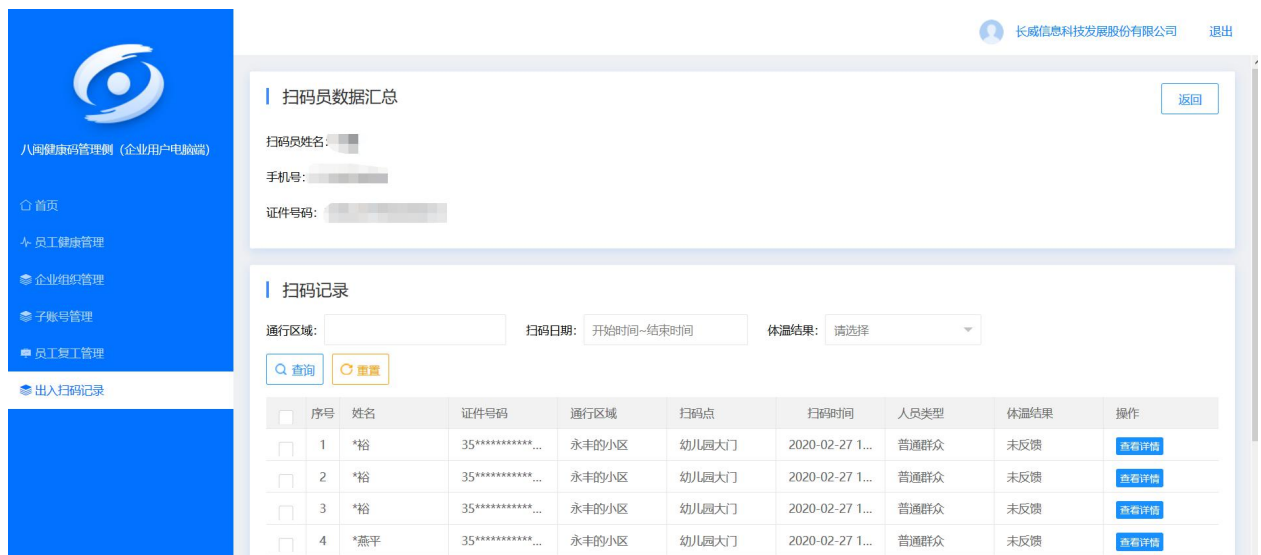 长威信息科技发展股份有限公司 退出
扫码员数据汇总
返回
扫码员姓名:
手机号:
证件号码:
八闽健康码管理侧（企业用户电脑端）
首页
员工健康管理
企业组织管理
子账号管理
员工复工管理
出入扫码记录
扫码记录
通行区域: 扫码日期: 开始时间~结束时间 体温结果: 请选择
查询 重置
序号 姓名 证件号码 通行区域 扫码点 扫码时间 人员类型 体温结果 操作
1 *裕 35***********... 永丰的小区 幼儿园大门 2020-02-27 1... 普通群众 未反馈 查看详情
2 *裕 35***********... 永丰的小区 幼儿园大门 2020-02-27 1... 普通群众 未反馈 查看详情
3 *裕 35***********... 永丰的小区 幼儿园大门 2020-02-27 1... 普通群众 未反馈 查看详情
4 *燕平 35***********... 永丰的小区 幼儿园大门 2020-02-27 1... 普通群众 未反馈 查看详情